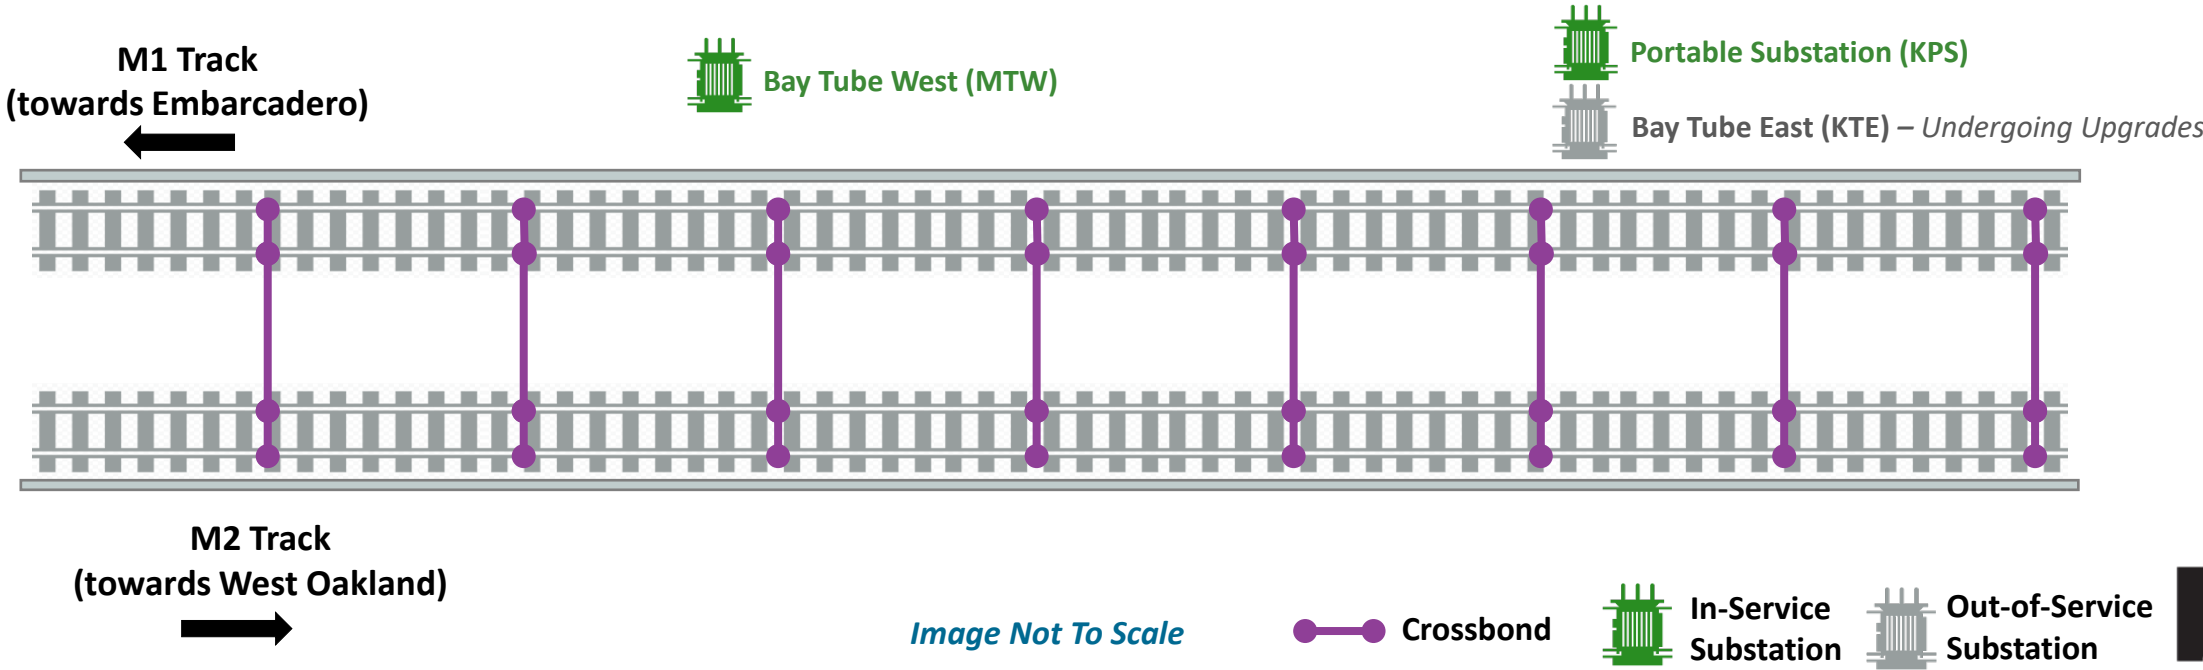 M1 Track
(towards Embarcadero)
Bay Tube West (MTW)
Portable Substation (KPS)
Bay Tube East (KTE) – Undergoing Upgrades
M2 Track
(towards West Oakland)
Image Not To Scale
Crossbond
In-Service
Substation
Out-of-Service
Substation